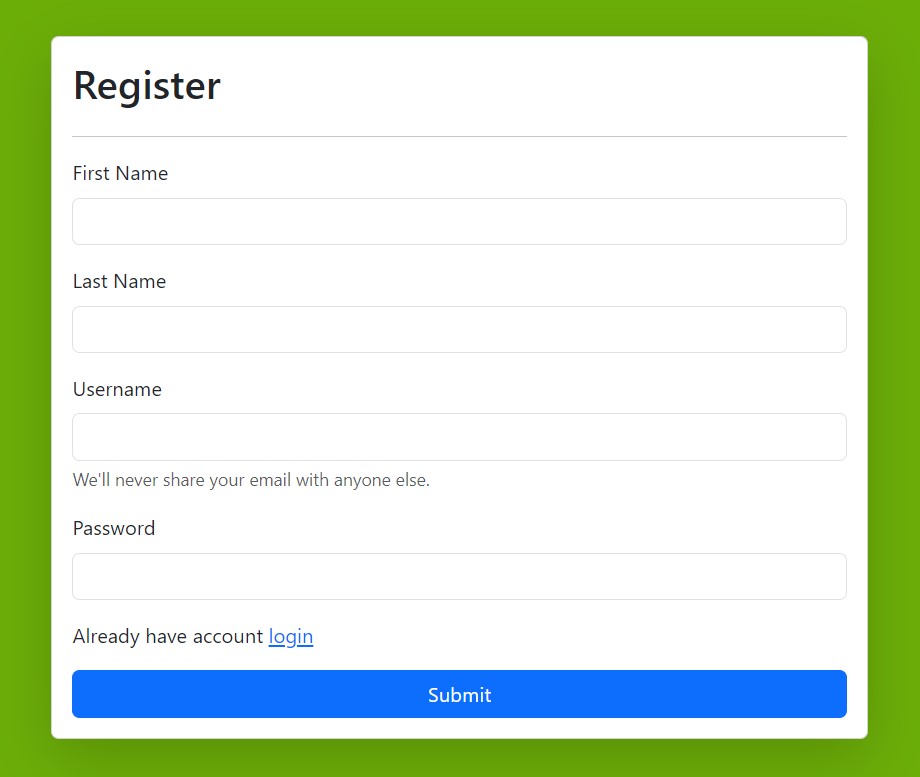 Register
First Name
Last Name
Username
We'll never share your email with anyone else.
Password
Already have account login
Submit